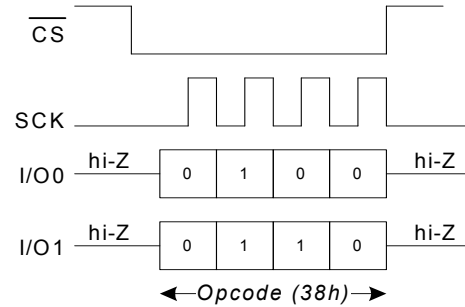 CS
SCK
hi-Z hi-Z
I/O0 0 1 0 0
hi-Z hi-Z
I/O1 0 1 1 0
Opcode (38h)